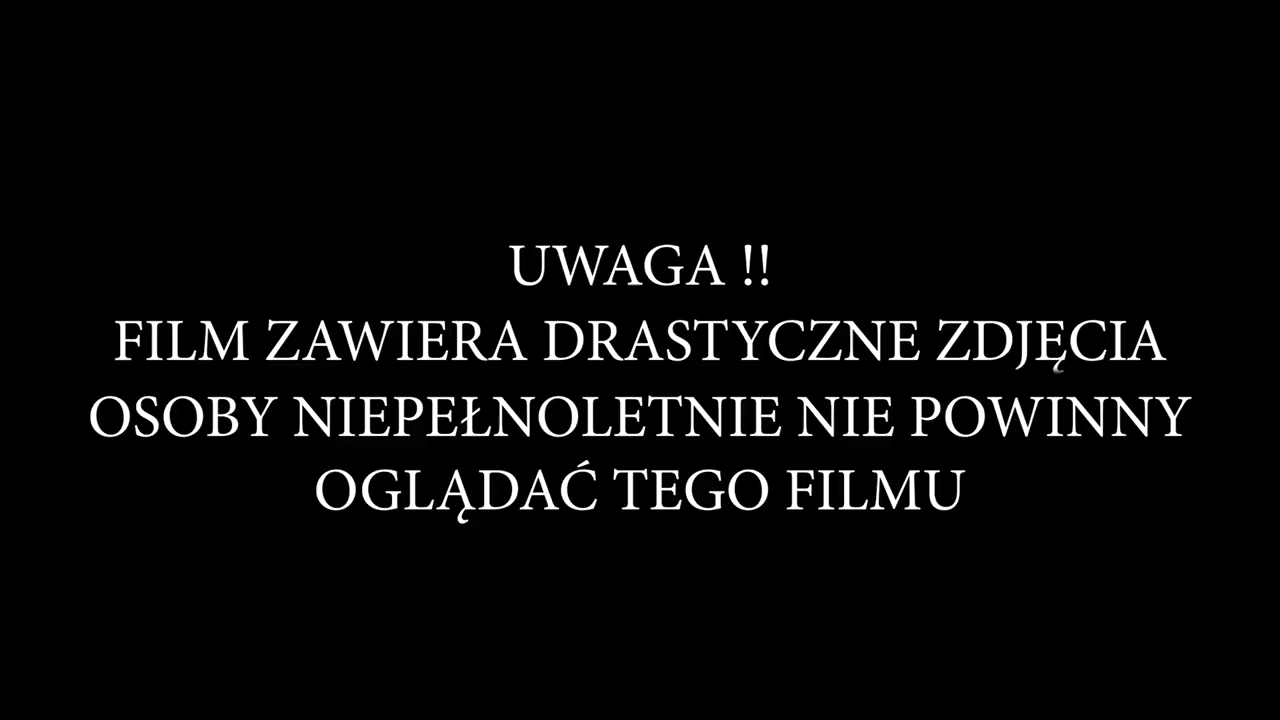 UWAGA !!
FILM ZAWIERA DRASTYCZNE ZDJĘCIA
OSOBY NIEPEŁNOLETNIE NIE POWINNY
OGLĄDAĆ TEGO FILMU